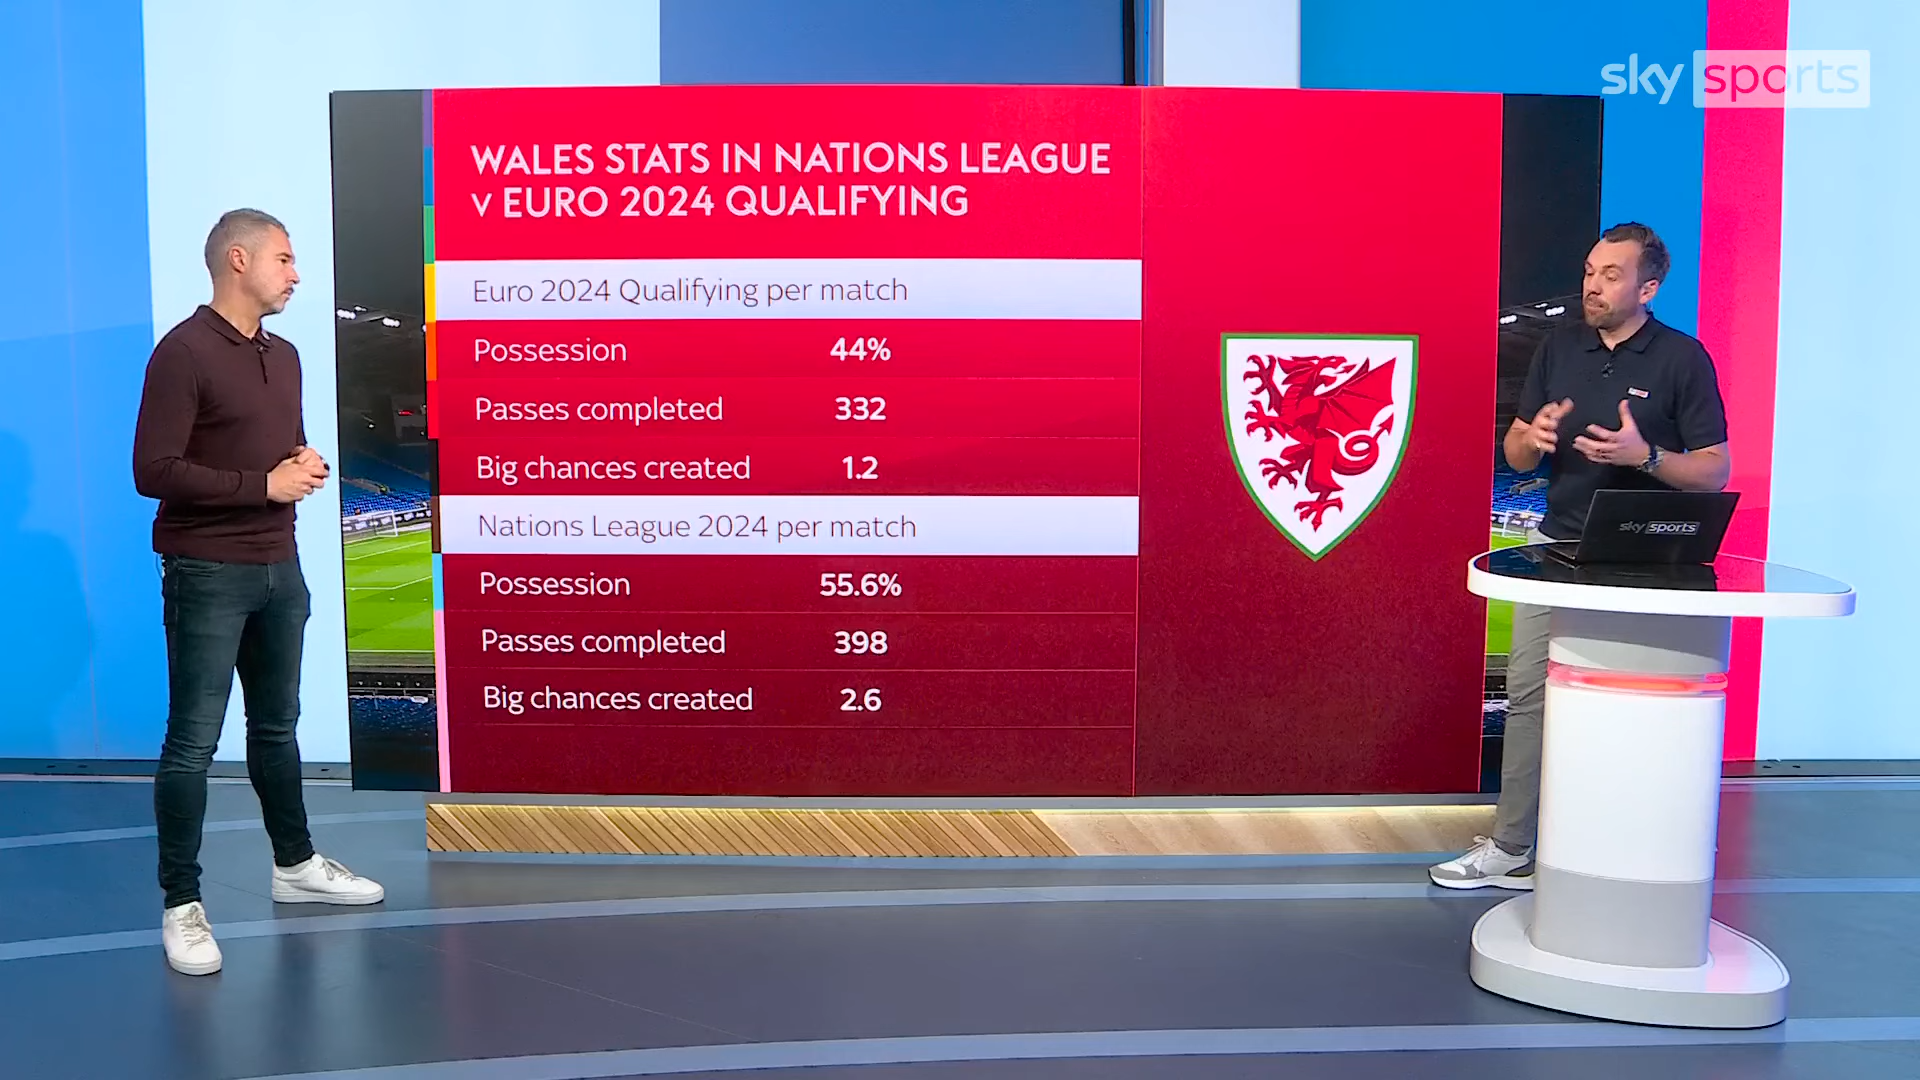 sky sports
WALES STATS IN NATIONS LEAGUE
v EURO 2024 QUALIFYING
Euro 2024 Qualifying per match
Possession 44%
Passes completed 332
Big chances created 1.2
Nations League 2024 per match
Possession 55.6%
Passes completed 398
Big chances created 2.6
sky sports